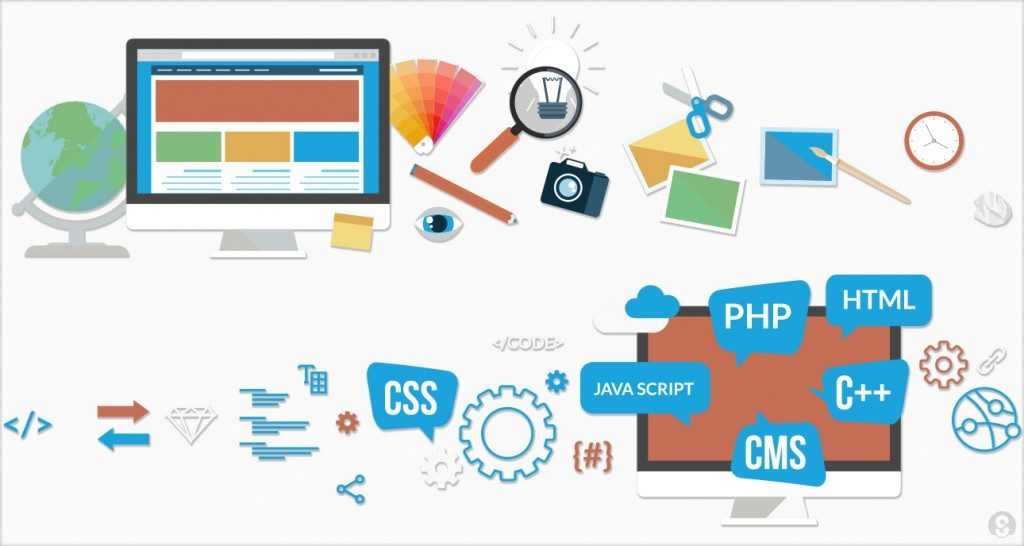 </CODE>
PHP
HTML
CSS
JAVA SCRIPT
C++
</>
{#}
CMS